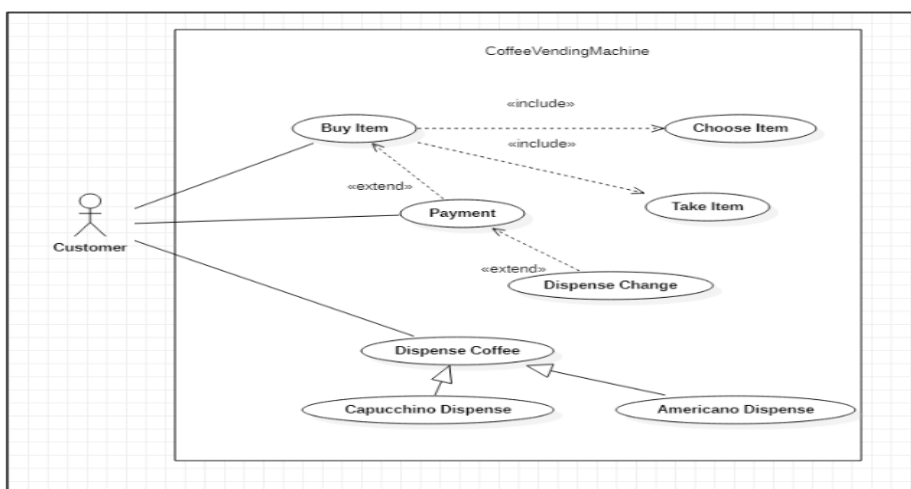 CoffeeVendingMachine
«include»
Buy Item
Choose Item
«include»
«extend»
Take Item
Payment
Customer
«extend»
Dispense Change
Dispense Coffee
Capucchino Dispense
Americano Dispense